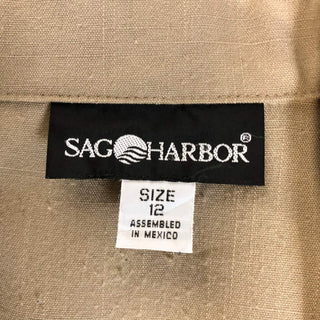 SAG HARBOR®
SIZE
12
ASSEMBLED
IN MEXICO